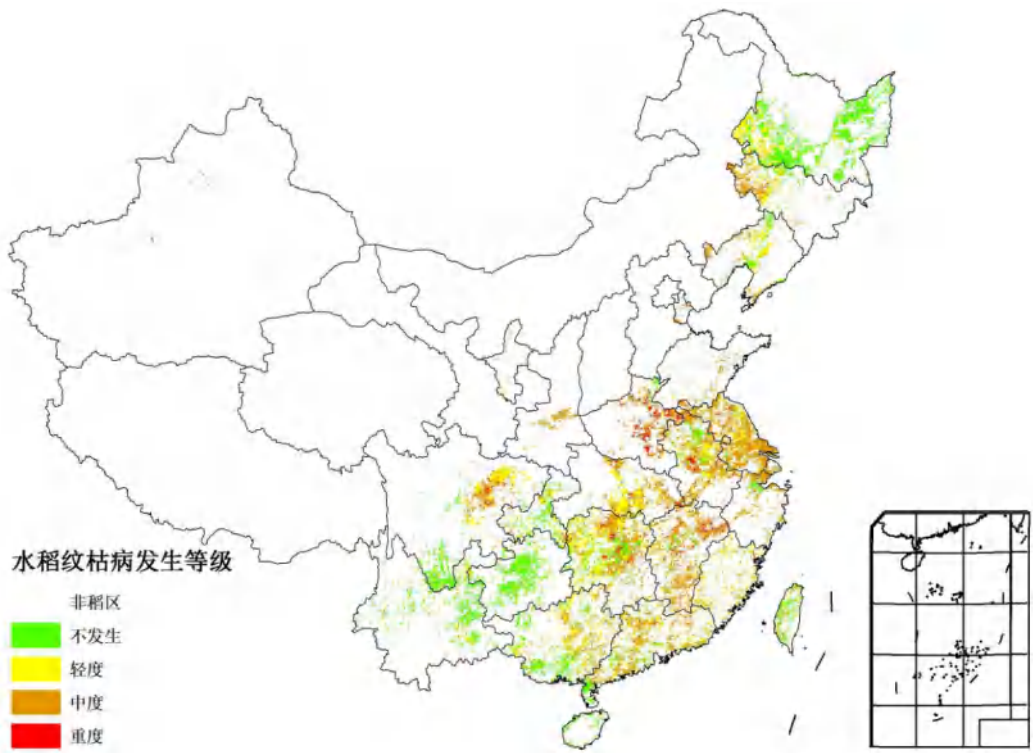 水稻纹枯病发生等级
非稻区
不发生
轻度
中度
重度